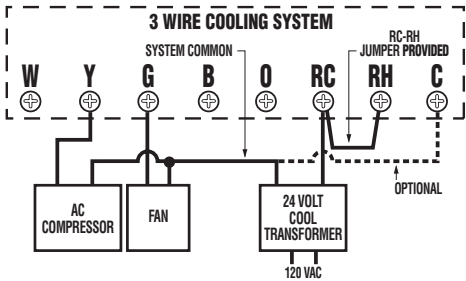 3 WIRE COOLING SYSTEM
SYSTEM COMMON
RC-RH
JUMPER PROVIDED
W Y G B O RC RH C
OPTIONAL
AC
COMPRESSOR
FAN
24 VOLT
COOL
TRANSFORMER
120 VAC